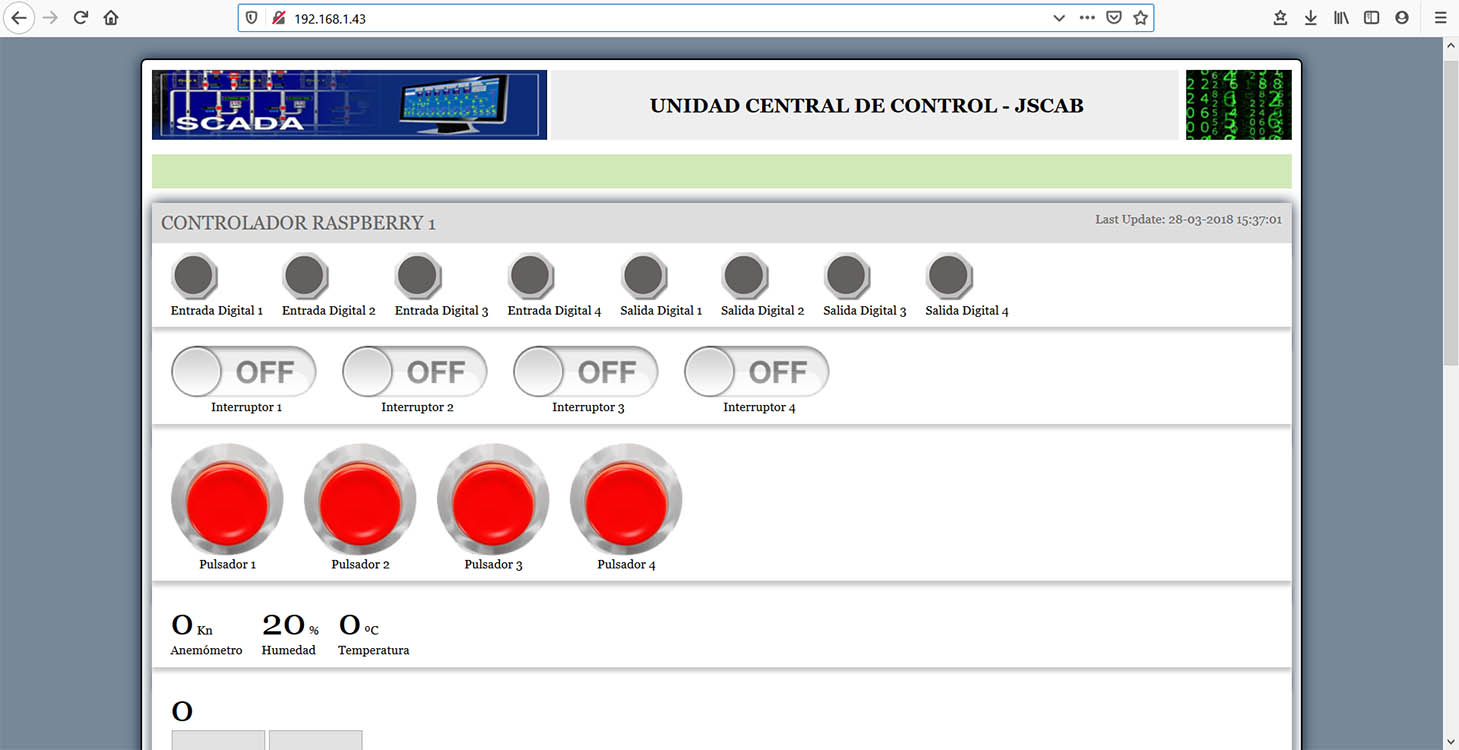 192.168.1.43
SCADA
UNIDAD CENTRAL DE CONTROL - JSCAB
CONTROLADOR RASPBERRY 1
Last Update: 28-03-2018 15:37:01
Entrada Digital 1 Entrada Digital 2 Entrada Digital 3 Entrada Digital 4 Salida Digital 1 Salida Digital 2 Salida Digital 3 Salida Digital 4
OFF OFF OFF OFF
Interruptor 1 Interruptor 2 Interruptor 3 Interruptor 4
Pulsador 1 Pulsador 2 Pulsador 3 Pulsador 4
0 Kn 20 % 0 ºC
Anemómetro Humedad Temperatura
0